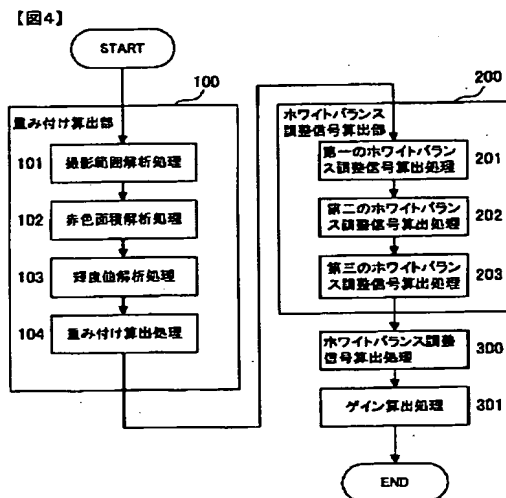 【図4】
START
100
重み付け算出部
101
撮影範囲解析処理
102
赤色面積解析処理
103
輝度値解析処理
104
重み付け算出処理
200
ホワイトバランス
調整信号算出部
第一のホワイトバラン
ス調整信号算出処理
201
第二のホワイトバラン
ス調整信号算出処理
202
第三のホワイトバラン
ス調整信号算出処理
203
ホワイトバランス調整
信号算出処理
300
ゲイン算出処理
301
END